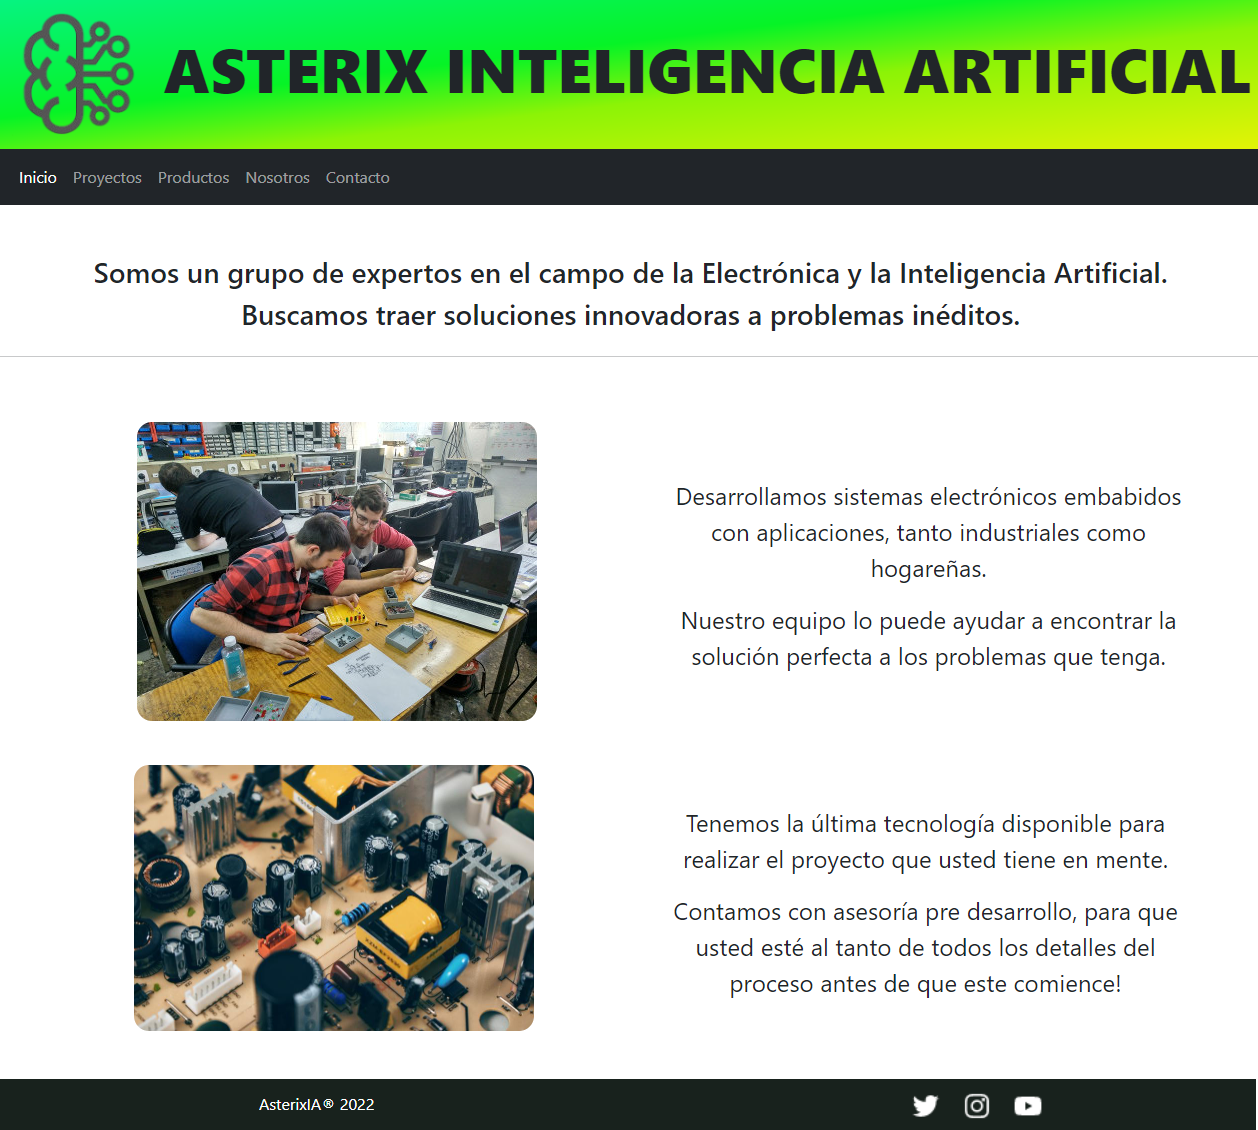 ASTERIX INTELIGENCIA ARTIFICIAL
Inicio Proyectos Productos Nosotros Contacto
Somos un grupo de expertos en el campo de la Electrónica y la Inteligencia Artificial.
Buscamos traer soluciones innovadoras a problemas inéditos.
Desarrollamos sistemas electrónicos embabidos
con aplicaciones, tanto industriales como
hogareñas.
Nuestro equipo lo puede ayudar a encontrar la
solución perfecta a los problemas que tenga.
Tenemos la última tecnología disponible para
realizar el proyecto que usted tiene en mente.
Contamos con asesoría pre desarrollo, para que
usted esté al tanto de todos los detalles del
proceso antes de que este comience!
AsterixIA® 2022